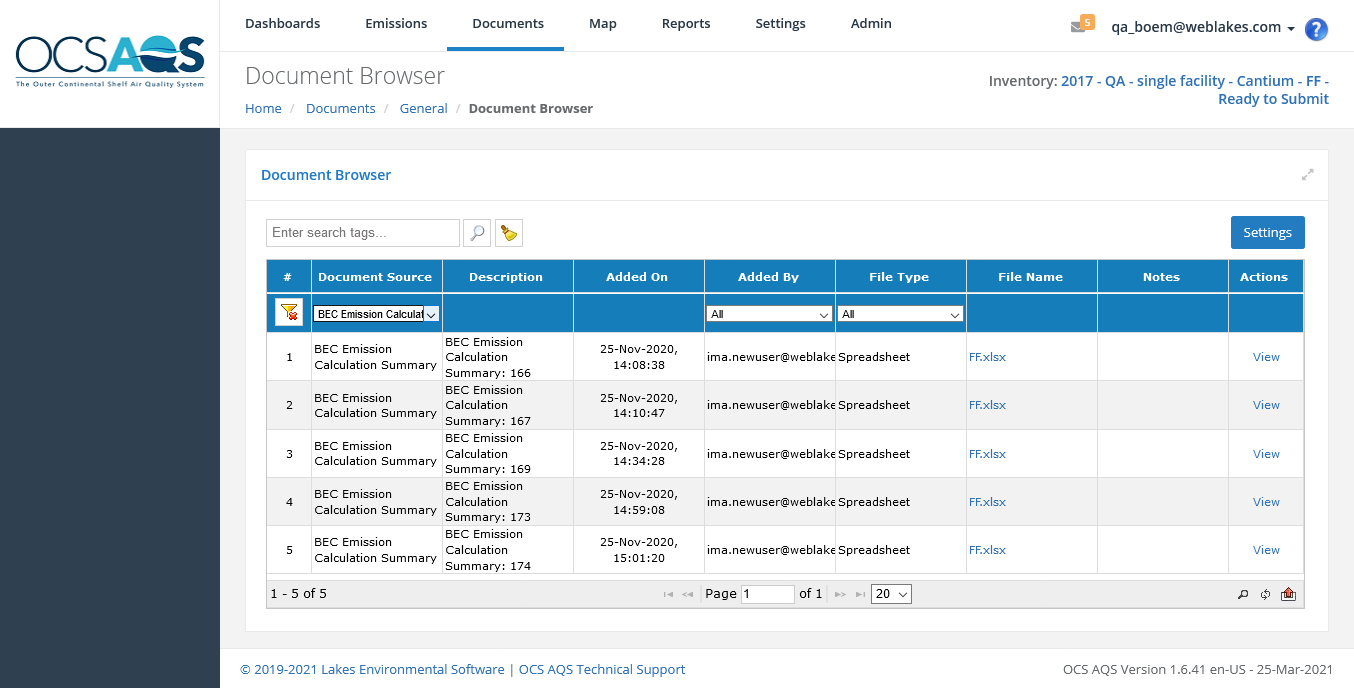 OCSAQS
The Outer Continental Shelf Air Quality System
Dashboards Emissions Documents Map Reports Settings Admin
5 qa_boem@weblakes.com ?
Document Browser
Home / Documents / General / Document Browser
Inventory: 2017 - QA - single facility - Cantium - FF -
Ready to Submit
Document Browser
Enter search tags...
Settings
# Document Source Description Added On Added By File Type File Name Notes Actions
BEC Emission Calculat All All
1 BEC Emission
Calculation Summary BEC Emission
Calculation
Summary: 166 25-Nov-2020,
14:08:38 ima.newuser@weblake Spreadsheet FF.xlsx View
2 BEC Emission
Calculation Summary BEC Emission
Calculation
Summary: 167 25-Nov-2020,
14:10:47 ima.newuser@weblake Spreadsheet FF.xlsx View
3 BEC Emission
Calculation Summary BEC Emission
Calculation
Summary: 169 25-Nov-2020,
14:34:28 ima.newuser@weblake Spreadsheet FF.xlsx View
4 BEC Emission
Calculation Summary BEC Emission
Calculation
Summary: 173 25-Nov-2020,
14:59:08 ima.newuser@weblake Spreadsheet FF.xlsx View
5 BEC Emission
Calculation Summary BEC Emission
Calculation
Summary: 174 25-Nov-2020,
15:01:20 ima.newuser@weblake Spreadsheet FF.xlsx View
1 - 5 of 5 Page 1 of 1 20
© 2019-2021 Lakes Environmental Software | OCS AQS Technical Support
OCS AQS Version 1.6.41 en-US - 25-Mar-2021